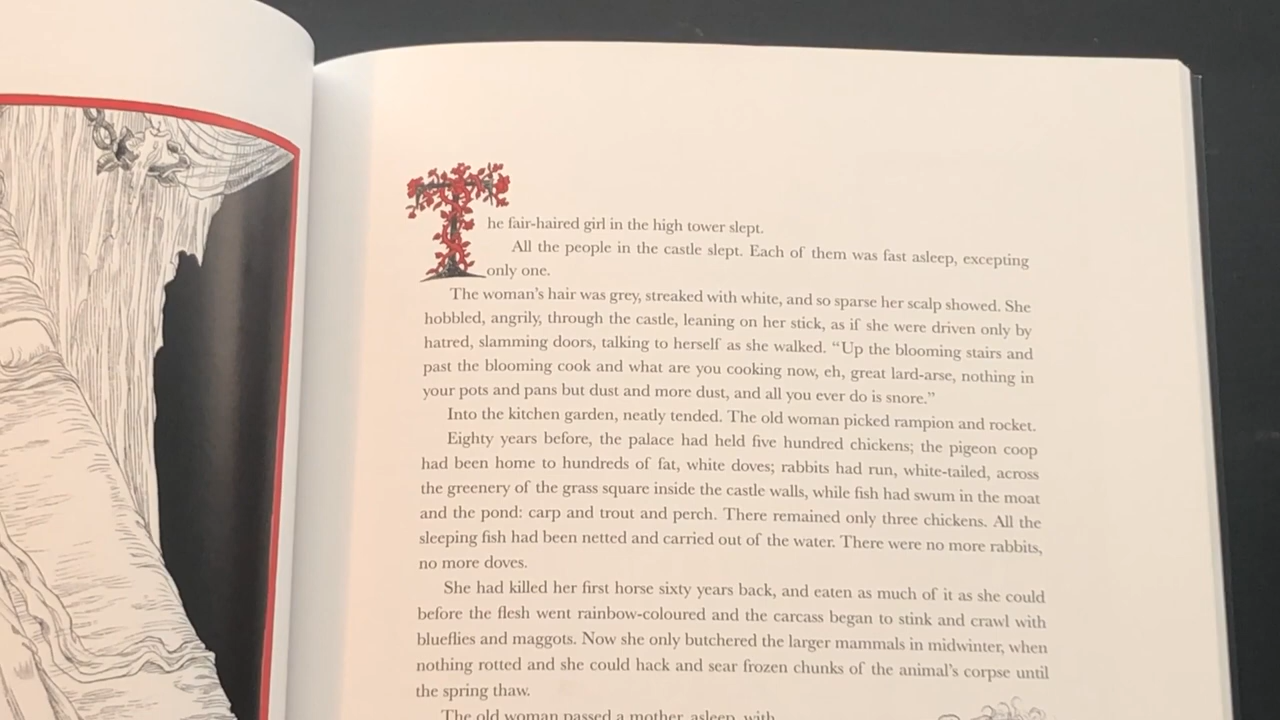 The fair-haired girl in the high tower slept.
All the people in the castle slept. Each of them was fast asleep, excepting
only one.
The woman's hair was grey, streaked with white, and so sparse her scalp showed. She
hobbled, angrily, through the castle, leaning on her stick, as if she were driven only by
hatred, slamming doors, talking to herself as she walked. “Up the blooming stairs and
past the blooming cook and what are you cooking now, eh, great lard-arse, nothing in
your pots and pans but dust and more dust, and all you ever do is snore.”
Into the kitchen garden, neatly tended. The old woman picked rampion and rocket.
Eighty years before, the palace had held five hundred chickens; the pigeon coop
had been home to hundreds of fat, white doves; rabbits had run, white-tailed, across
the greenery of the grass square inside the castle walls, while fish had swum in the moat
and the pond: carp and trout and perch. There remained only three chickens. All the
sleeping fish had been netted and carried out of the water. There were no more rabbits,
no more doves.
She had killed her first horse sixty years back, and eaten as much of it as she could
before the flesh went rainbow-coloured and the carcass began to stink and crawl with
blueflies and maggots. Now she only butchered the larger mammals in midwinter, when
nothing rotted and she could hack and sear frozen chunks of the animal's corpse until
the spring thaw.
The old woman passed a mother, asleep, with